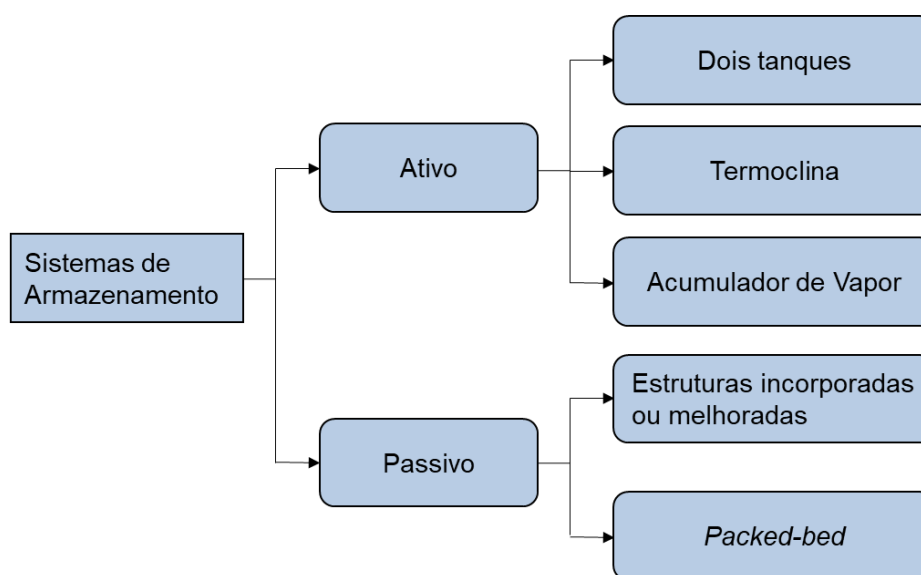 Sistemas de
Armazenamento
Ativo
Dois tanques
Termoclina
Acumulador de Vapor
Passivo
Estruturas incorporadas
ou melhoradas
Packed-bed